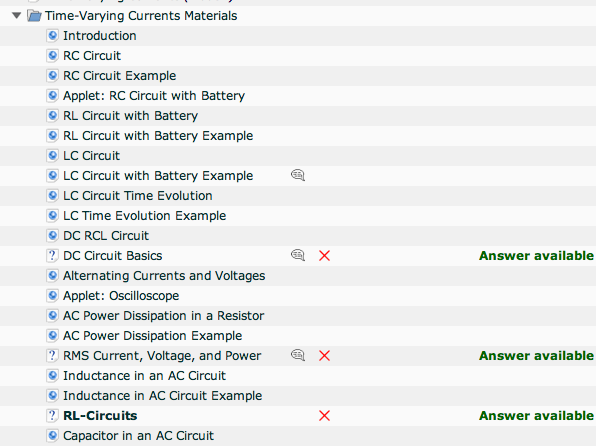 Time-Varying Currents Materials
Introduction
RC Circuit
RC Circuit Example
Applet: RC Circuit with Battery
RL Circuit with Battery
RL Circuit with Battery Example
LC Circuit
LC Circuit with Battery Example
LC Circuit Time Evolution
LC Time Evolution Example
DC RCL Circuit
? DC Circuit Basics Answer available
Alternating Currents and Voltages
Applet: Oscilloscope
AC Power Dissipation in a Resistor
AC Power Dissipation Example
? RMS Current, Voltage, and Power Answer available
Inductance in an AC Circuit
Inductance in AC Circuit Example
? RL-Circuits Answer available
Capacitor in an AC Circuit